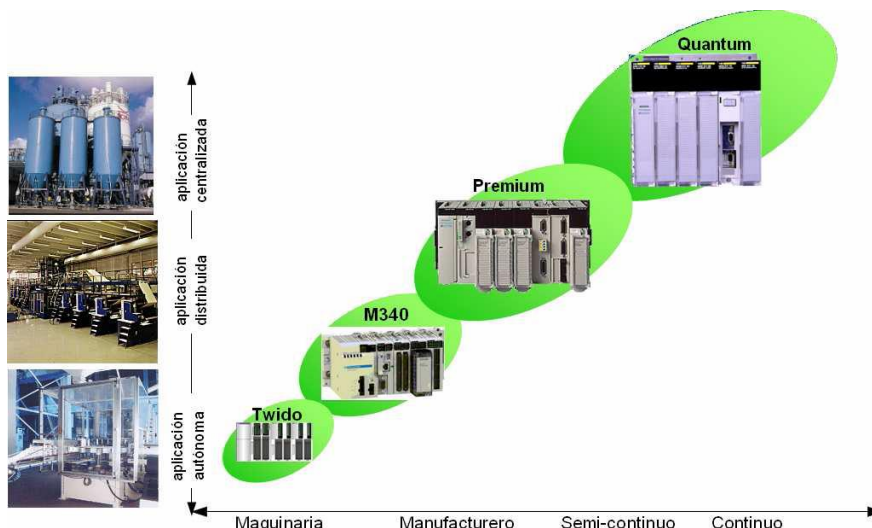 Quantum
Premium
M340
Twido
aplicación
centralizada
aplicación
distribuida
aplicación
autónoma
Maquinaria
Manufacturero
Semi-continuo
Continuo